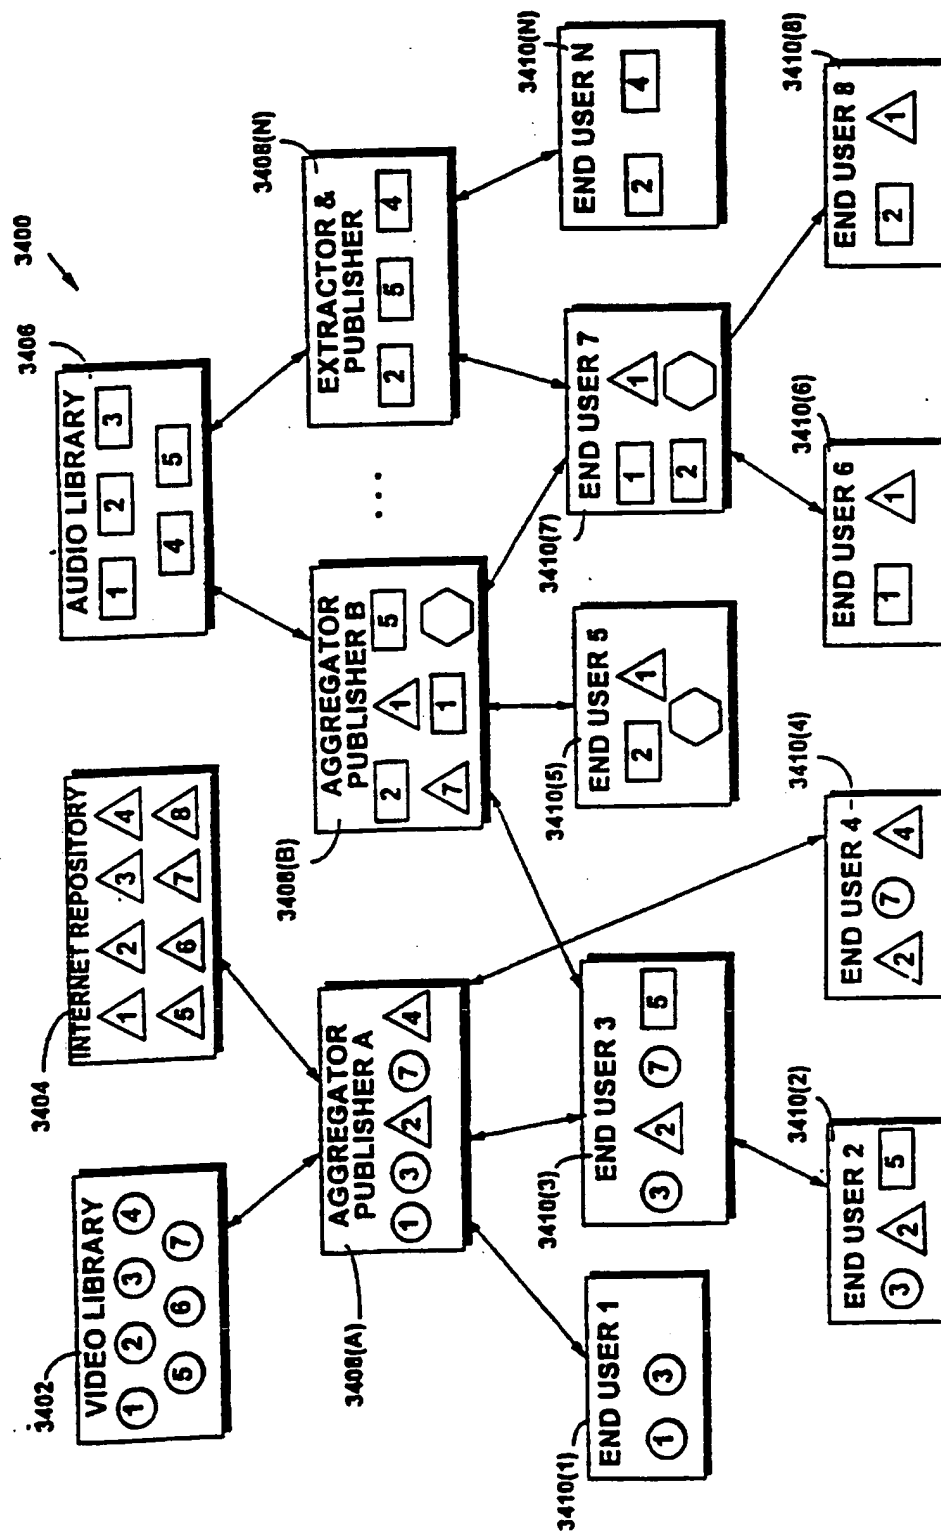 3400
3402
VIDEO LIBRARY
1 2 3 4
5 6 7
3404
INTERNET REPOSITORY
1 2 3 4
5 6 7 8
3406
AUDIO LIBRARY
1 2 3
4 5
3408(A)
AGGREGATOR
PUBLISHER A
1 3 2 7 4
3408(B)
AGGREGATOR
PUBLISHER B
2 1 5
7 1
...
3408(N)
EXTRACTOR &
PUBLISHER
2 5 4
3410(1)
END USER 1
1 3
3410(3)
END USER 3
3 2 7 5
3410(5)
END USER 5
2 1
3410(7)
END USER 7
1 1
2
3410(N)
END USER N
2 4
3410(2)
END USER 2
3 2 5
3410(4)
END USER 4
2 7 4
3410(6)
END USER 6
1 1
3410(8)
END USER 8
2 1